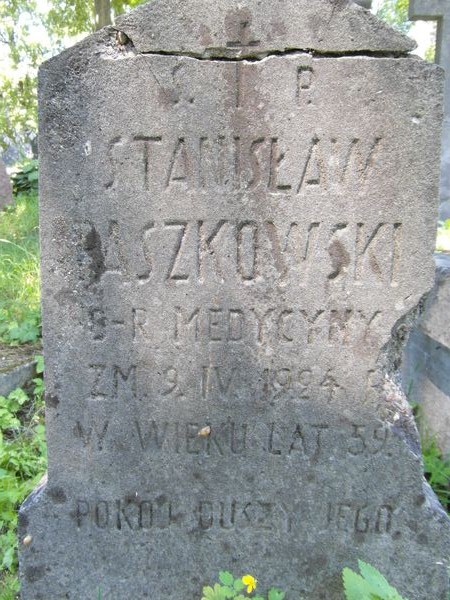 Ś. P.
STANISŁAW
PASZKOWSKI
D-R MEDYCYNY
ZM. 9. IV. 1924 R.
W WIEKU LAT 59.
POKÓJ DUSZY JEGO